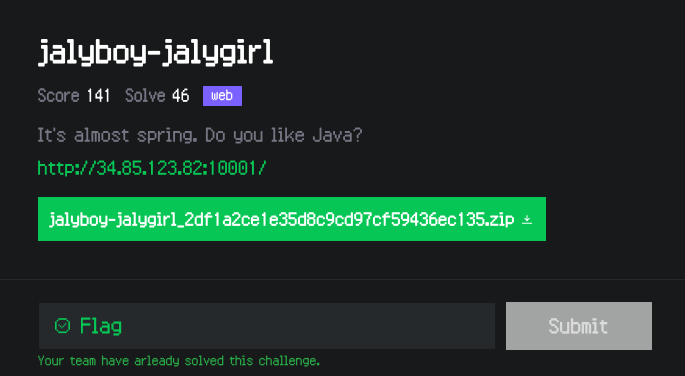 jalyboy-jalygirl
Score 141 Solve 46 web
It's almost spring. Do you like Java?
http://34.85.123.82:10001/
jalyboy-jalygirl_2df1a2ce1e35d8c9cd97cf59436ec135.zip
Flag Submit
Your team have arleady solved this challenge.